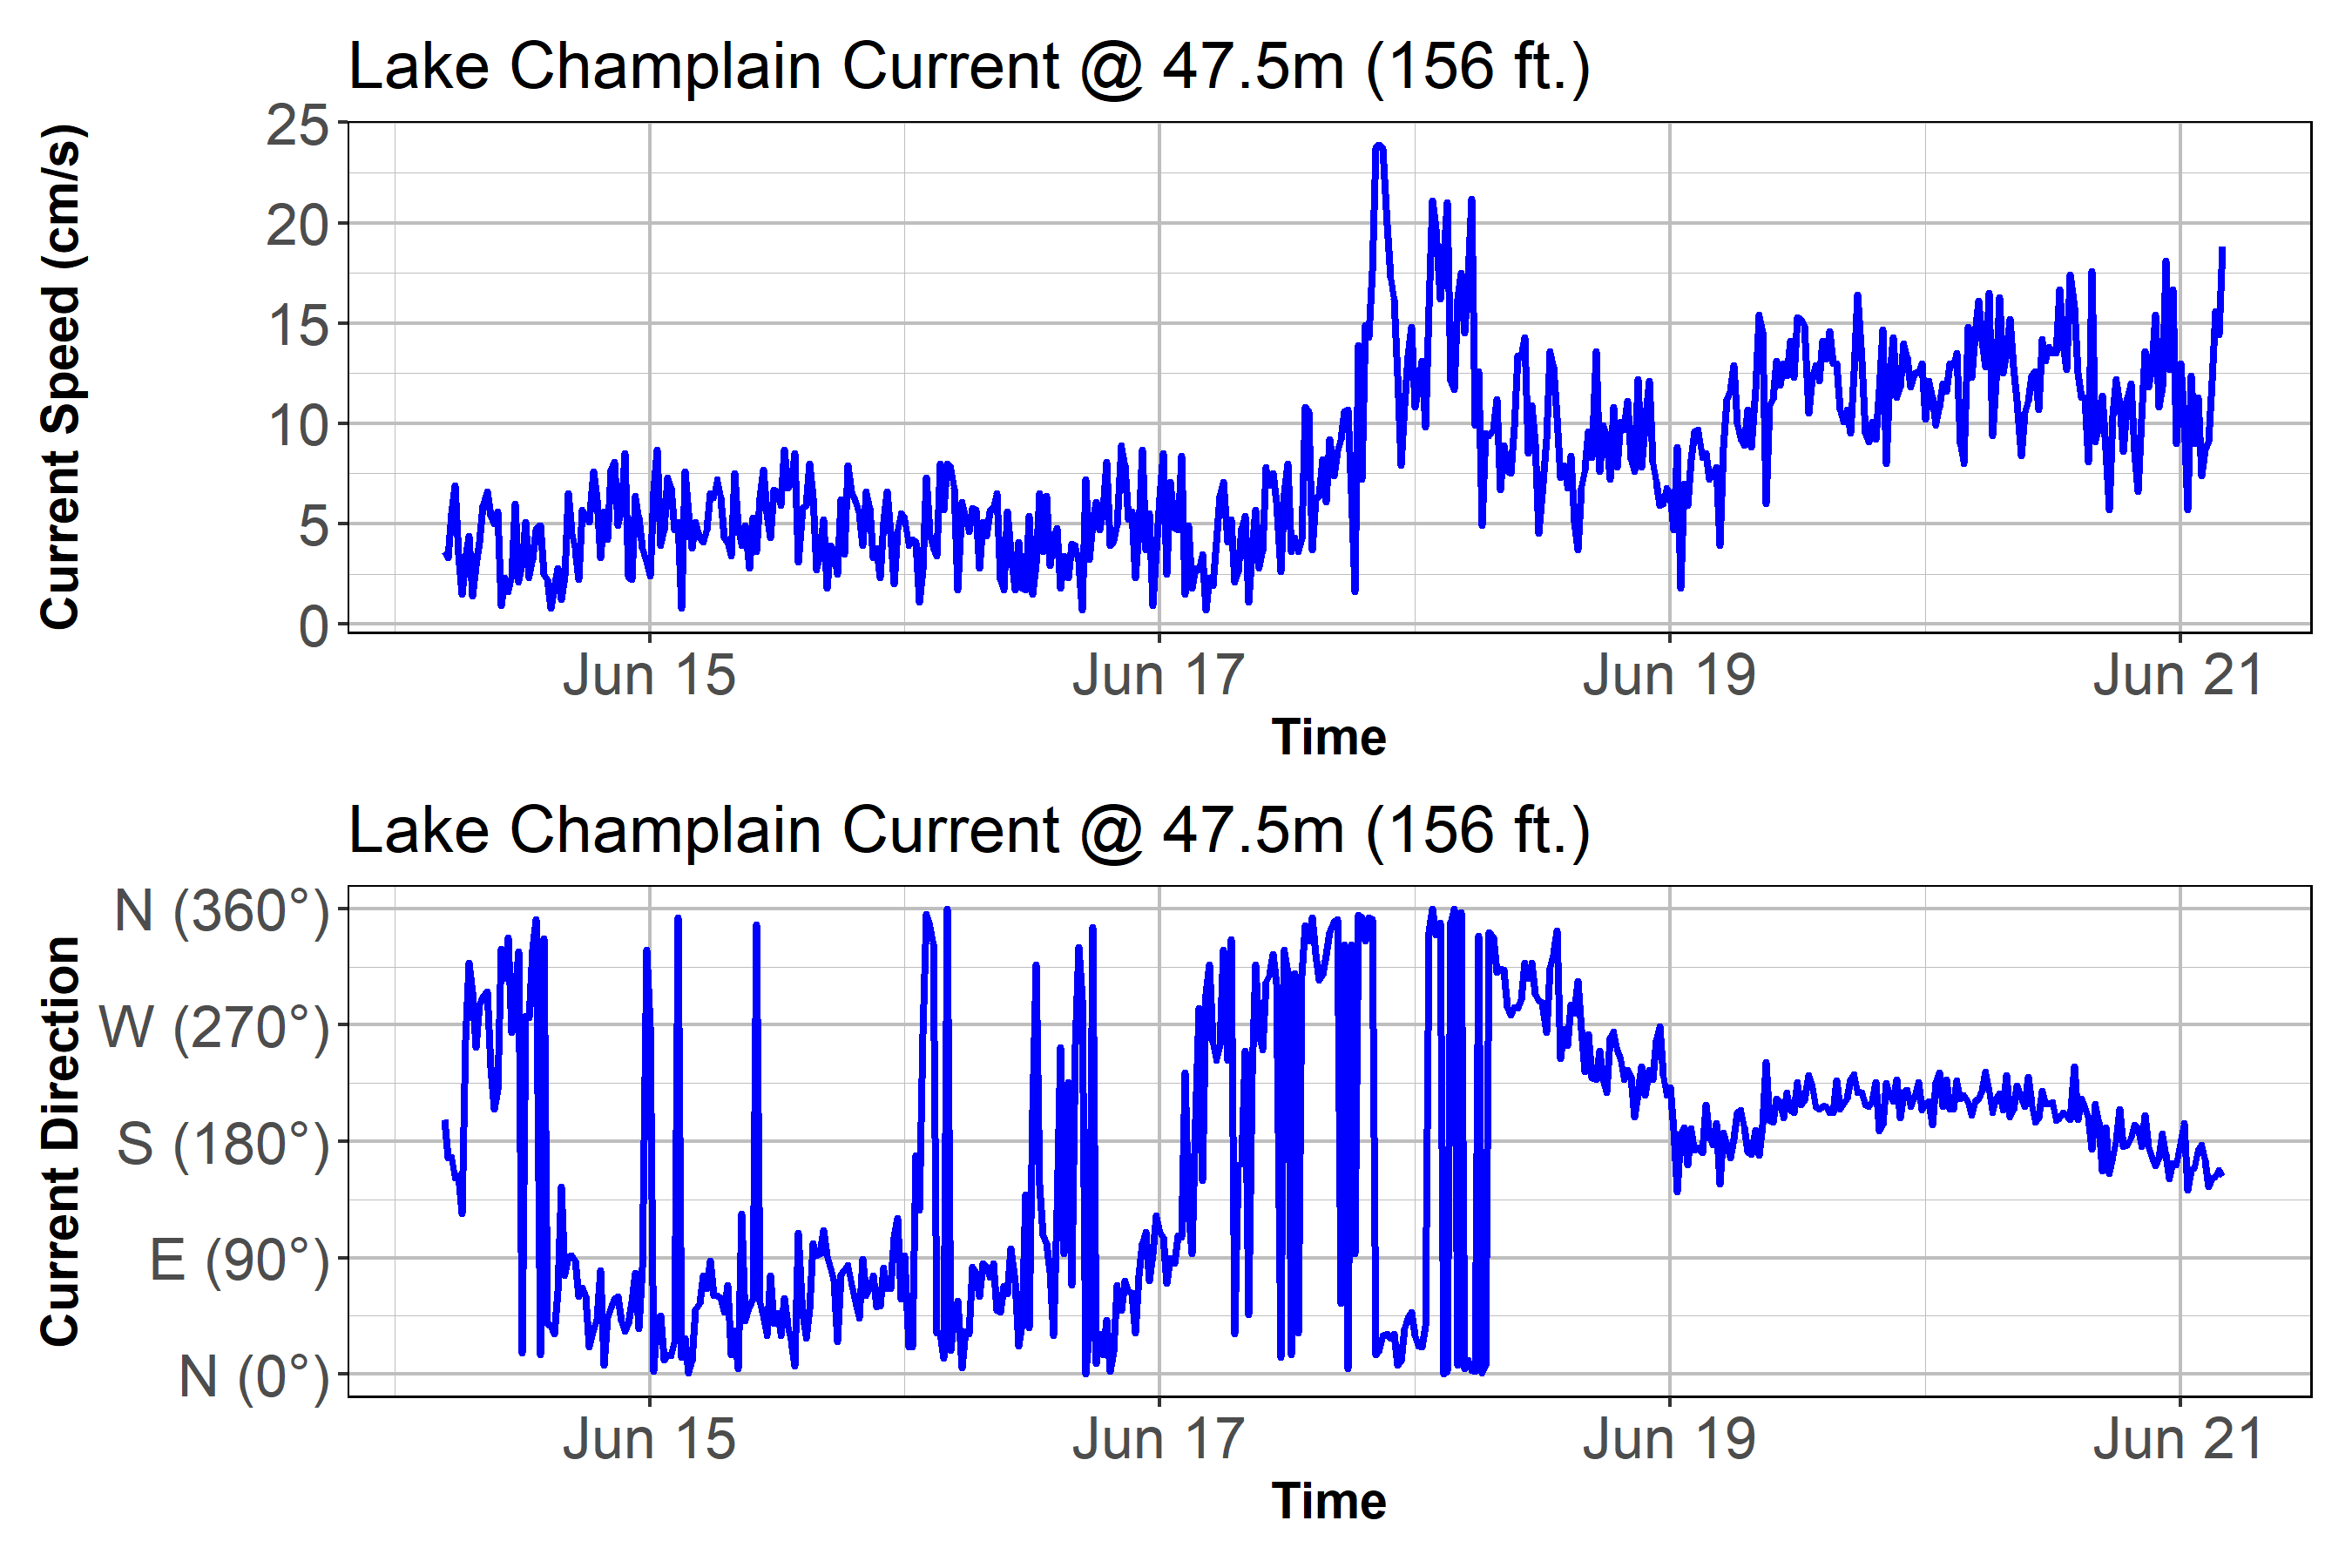 Lake Champlain Current @ 47.5m (156 ft.)
Current Speed (cm/s)
25
20
15
10
5
0
Jun 15 Jun 17 Jun 19 Jun 21
Time
Lake Champlain Current @ 47.5m (156 ft.)
Current Direction
N (360°)
W (270°)
S (180°)
E (90°)
N (0°)
Jun 15 Jun 17 Jun 19 Jun 21
Time